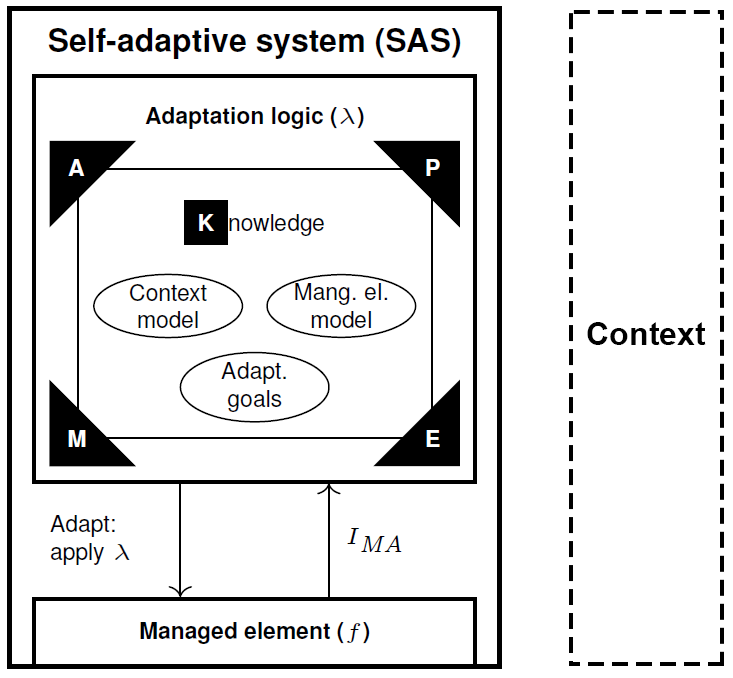 Self-adaptive system (SAS)
Adaptation logic (λ)
A
P
Knowledge
Context
model
Mang. el.
model
Adapt.
goals
M
E
Adapt:
apply λ
I_MA
Managed element (f)
Context